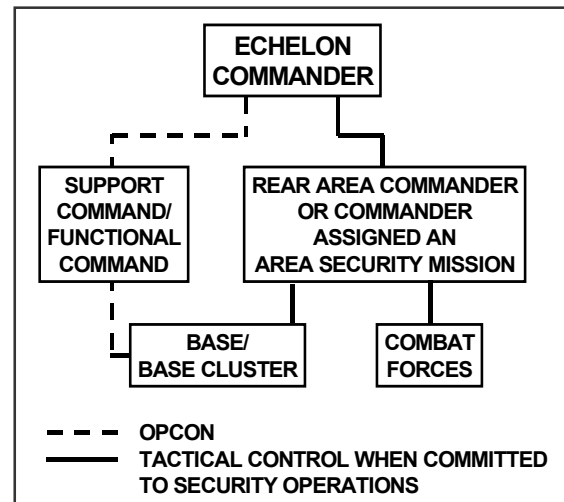 ECHELON
COMMANDER
SUPPORT
COMMAND/
FUNCTIONAL
COMMAND
REAR AREA COMMANDER
OR COMMANDER
ASSIGNED AN
AREA SECURITY MISSION
BASE/
BASE CLUSTER
COMBAT
FORCES
OPCON
TACTICAL CONTROL WHEN COMMITTED
TO SECURITY OPERATIONS